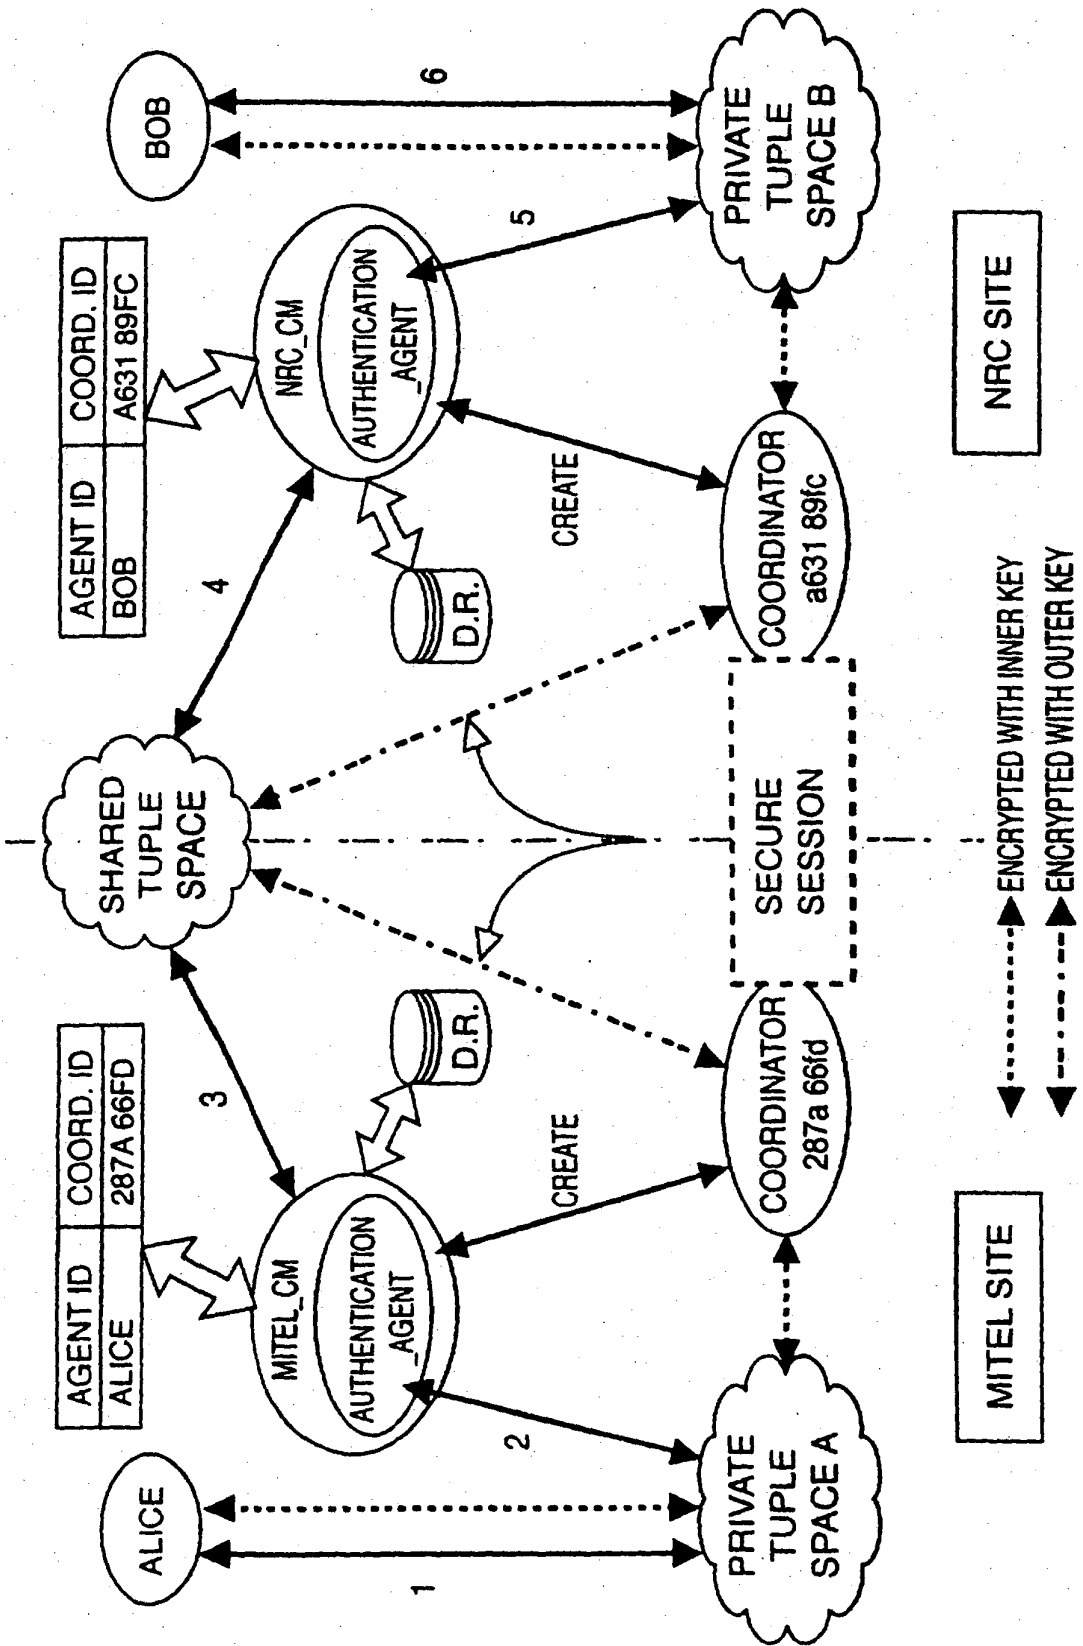 AGENT ID COORD. ID
ALICE 287A 66FD
AGENT ID COORD. ID
BOB A631 89FC
SHARED
TUPLE
SPACE
ALICE
BOB
3
4
MITEL_CM
AUTHENTICATION
_AGENT
NRC_CM
AUTHENTICATION
_AGENT
D.R.
D.R.
1
2
5
6
CREATE
CREATE
PRIVATE
TUPLE
SPACE A
COORDINATOR
287a 66fd
SECURE
SESSION
COORDINATOR
a631 89fc
PRIVATE
TUPLE
SPACE B
MITEL SITE
NRC SITE
ENCRYPTED WITH INNER KEY
ENCRYPTED WITH OUTER KEY